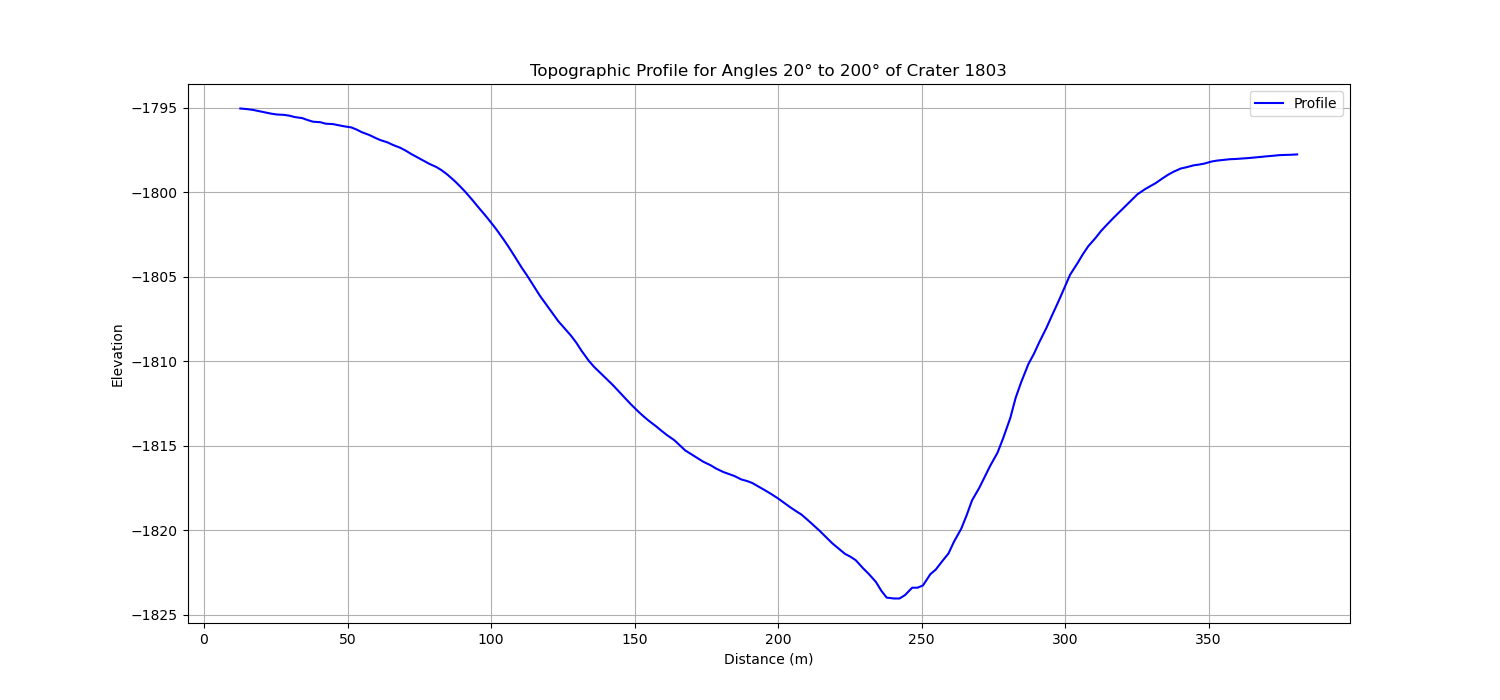 Topographic Profile for Angles 20° to 200° of Crater 1803
Profile
−1795
−1800
−1805
−1810
−1815
−1820
−1825
Elevation
0 50 100 150 200 250 300 350
Distance (m)